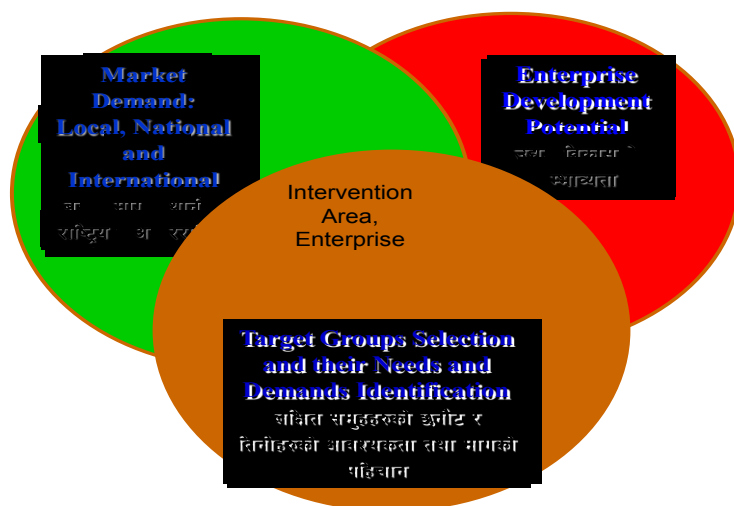 Market
Demand:
Local, National
and
International
राष्ट्रिय
Enterprise
Development
Potential
Intervention
Area,
Enterprise
Target Groups Selection
and their Needs and
Demands Identification
लक्षित समुहहरुको छनौट र
तिनीहरुको आवश्यकता तथा मागको
पहिचान